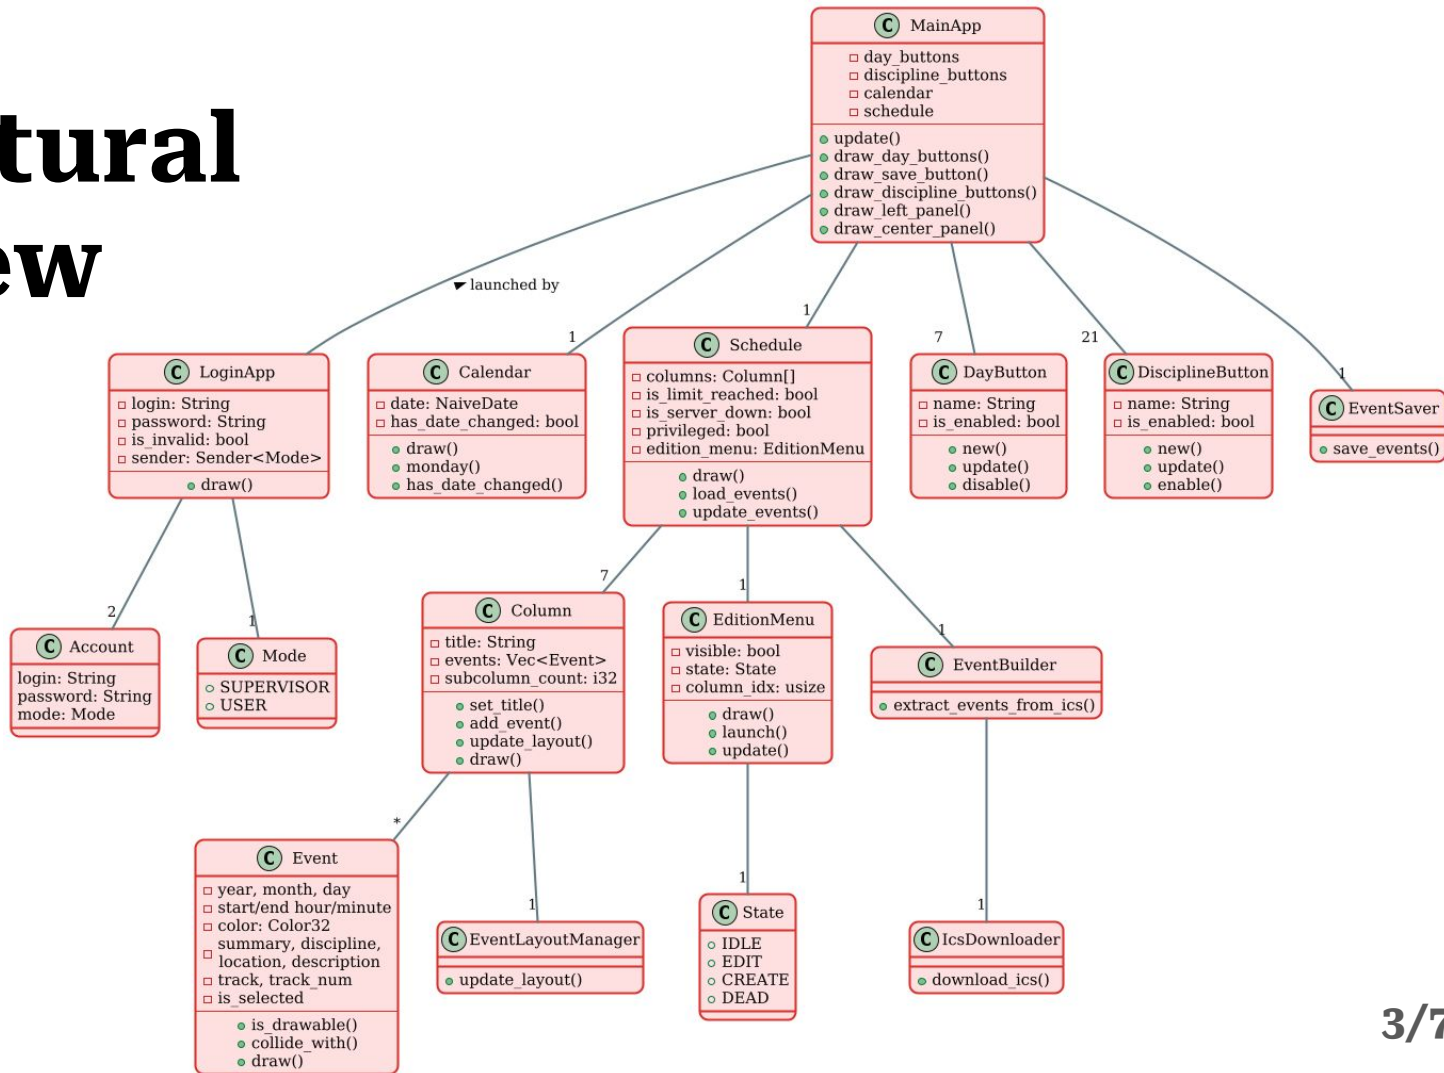 tural
ew
C MainApp
day_buttons
discipline_buttons
calendar
schedule
update()
draw_day_buttons()
draw_save_button()
draw_discipline_buttons()
draw_left_panel()
draw_center_panel()
launched by
1
1
7
21
1
C LoginApp
login: String
password: String
is_invalid: bool
sender: Sender<Mode>
draw()
C Calendar
date: NaiveDate
has_date_changed: bool
draw()
monday()
has_date_changed()
C Schedule
columns: Column[]
is_limit_reached: bool
is_server_down: bool
privileged: bool
edition_menu: EditionMenu
draw()
load_events()
update_events()
C DayButton
name: String
is_enabled: bool
new()
update()
disable()
C DisciplineButton
name: String
is_enabled: bool
new()
update()
enable()
C EventSaver
save_events()
2
1
7
1
1
C Account
login: String
password: String
mode: Mode
C Mode
SUPERVISOR
USER
C Column
title: String
events: Vec<Event>
subcolumn_count: i32
set_title()
add_event()
update_layout()
draw()
C EditionMenu
visible: bool
state: State
column_idx: usize
draw()
launch()
update()
C EventBuilder
extract_events_from_ics()
*
1
1
1
C Event
year, month, day
start/end hour/minute
color: Color32
summary, discipline,
location, description
track, track_num
is_selected
is_drawable()
collide_with()
draw()
C EventLayoutManager
update_layout()
C State
IDLE
EDIT
CREATE
DEAD
C IcsDownloader
download_ics()
3/7